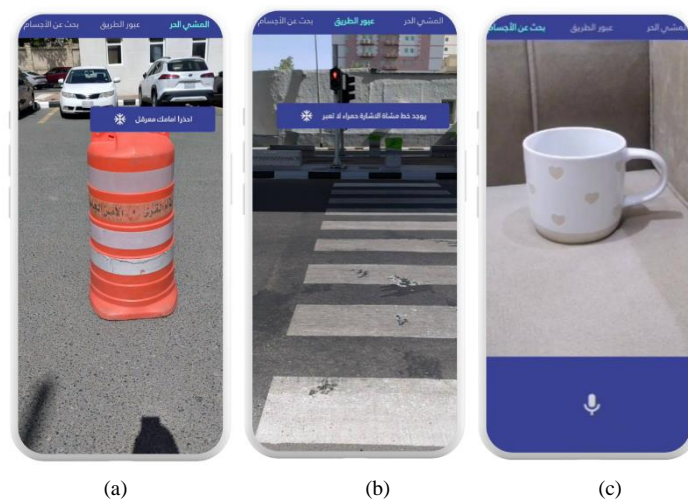 المشي الحر عبور الطريق بحث عن الأجسام
احذر! امامك معرقل
المشي الحر عبور الطريق بحث عن الأجسام
يوجد خط مشاة الاشارة حمراء لا تعبر
المشي الحر عبور الطريق بحث عن الأجسام
(a) (b) (c)